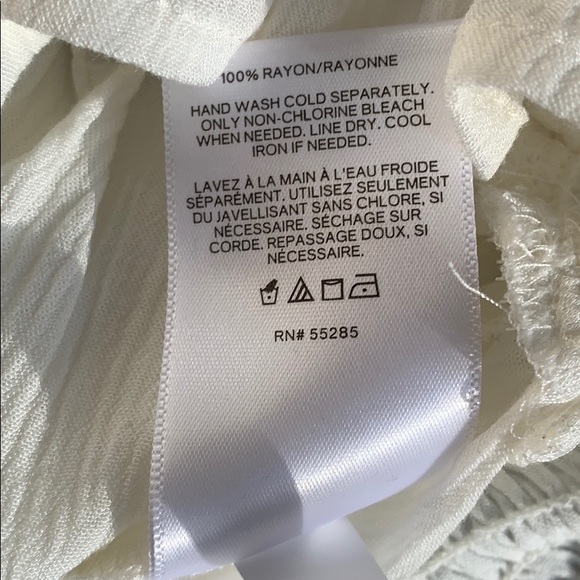 100% RAYON/RAYONNE
HAND WASH COLD SEPARATELY.
ONLY NON-CHLORINE BLEACH
WHEN NEEDED. LINE DRY. COOL
IRON IF NEEDED.
LAVEZ À LA MAIN À L'EAU FROIDE
SÉPARÉMENT. UTILISEZ SEULEMENT
DU JAVELLISANT SANS CHLORE, SI
NÉCESSAIRE. SÉCHAGE SUR
CORDE. REPASSAGE DOUX, SI
NÉCESSAIRE.
RN# 55285